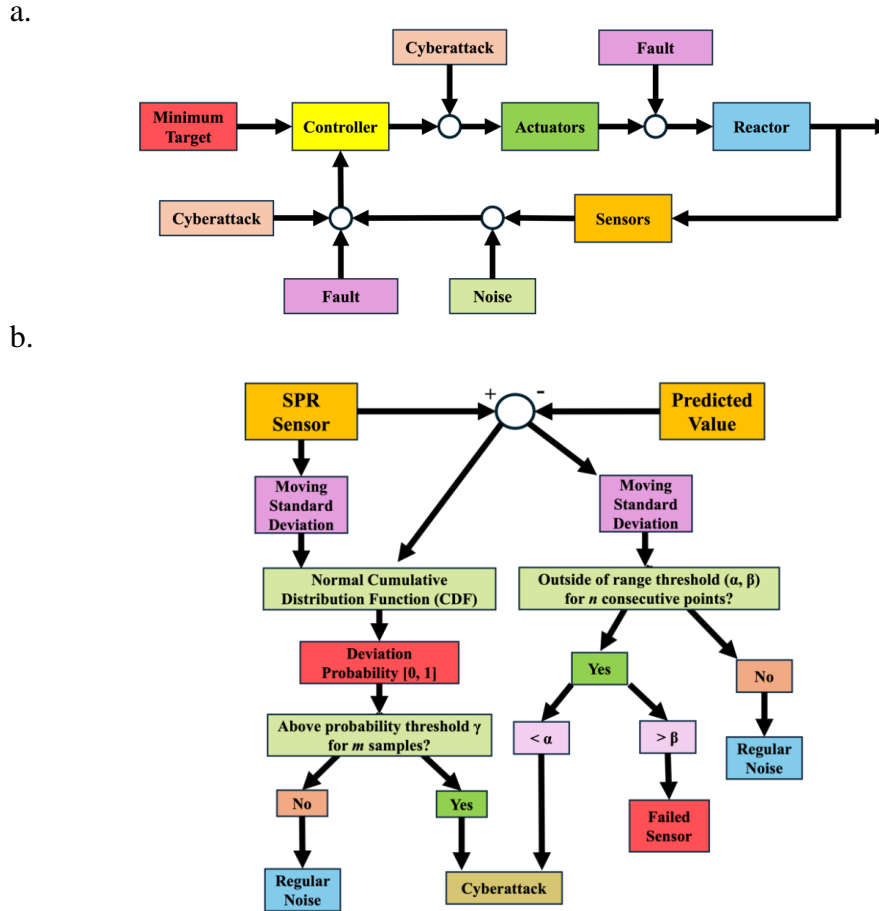 a.
Cyberattack
Fault
Minimum
Target
Controller
Actuators
Reactor
Cyberattack
Sensors
Fault
Noise
b.
SPR
Sensor
+
-
Predicted
Value
Moving
Standard
Deviation
Moving
Standard
Deviation
Normal Cumulative
Distribution Function (CDF)
Outside of range threshold (α, β)
for n consecutive points?
Deviation
Probability [0, 1]
Yes
No
Above probability threshold γ
for m samples?
< α
> β
Regular
Noise
No
Yes
Failed
Sensor
Regular
Noise
Cyberattack